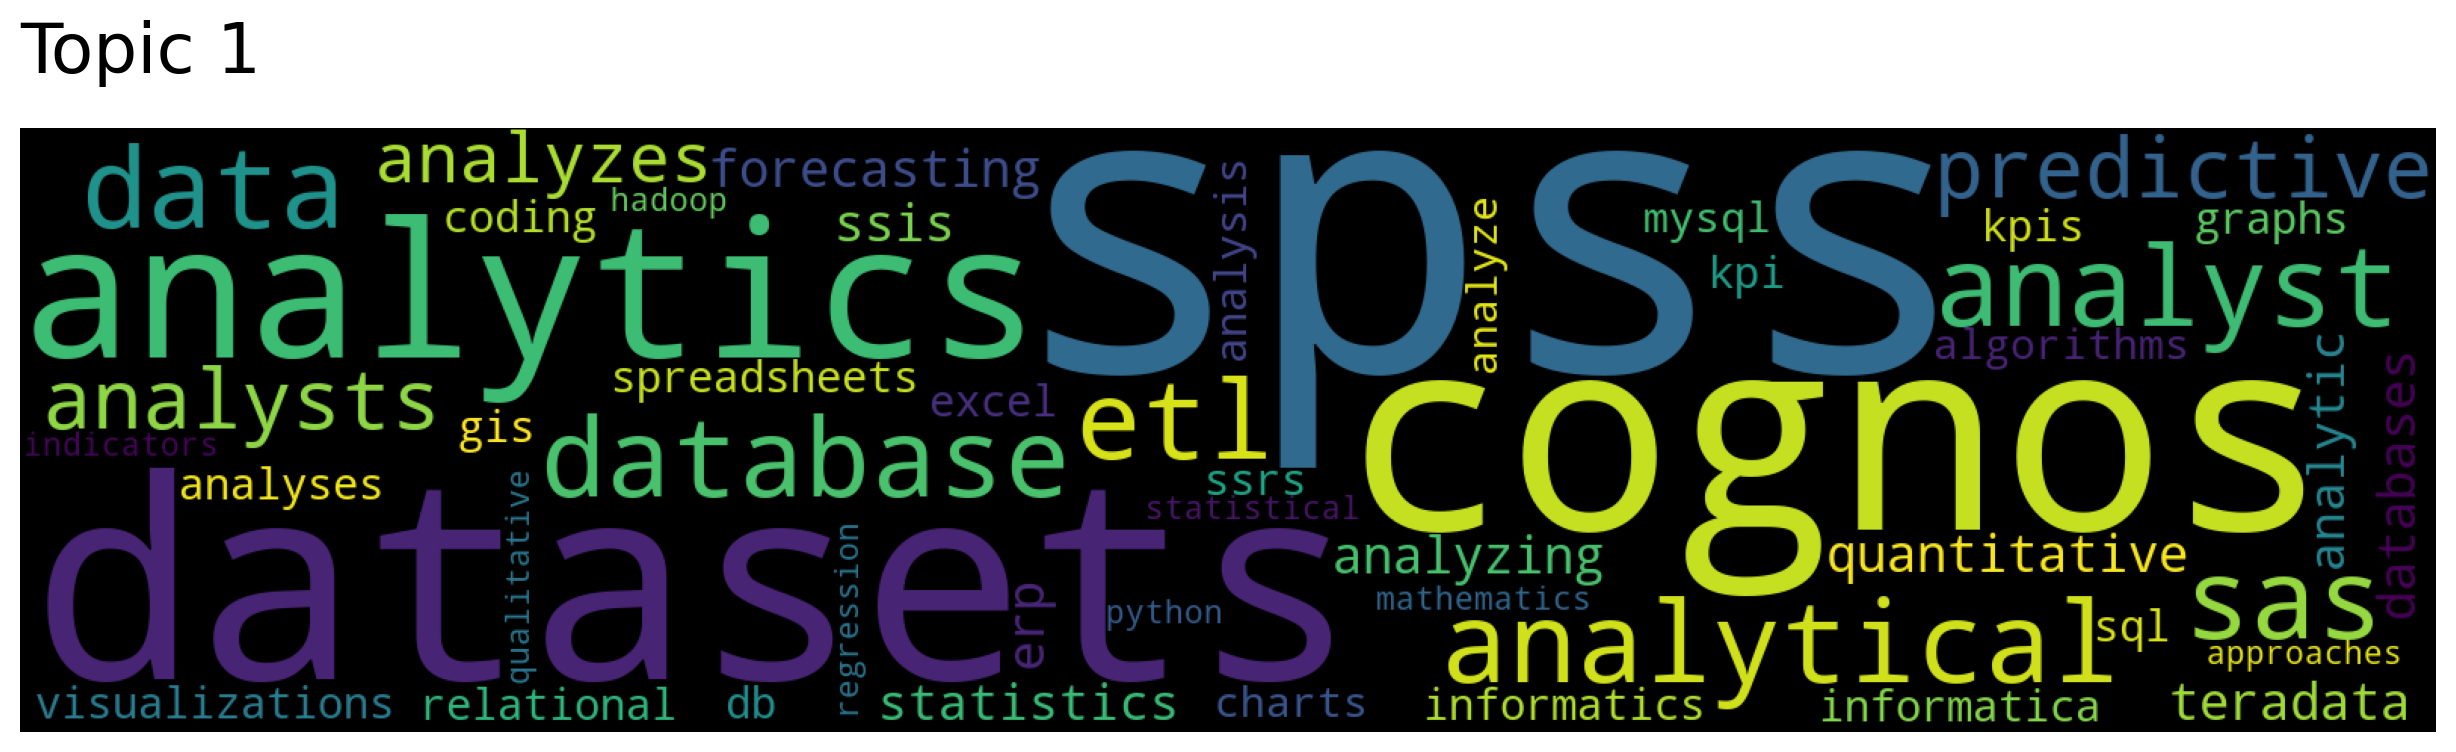 Topic 1
data
analyzes
forecasting
spss
predictive
coding
hadoop
ssis
analysis
analyze
mysql
kpis
graphs
analytics
kpi
analyst
algorithms
analysts
spreadsheets
excel
etl
cognos
analytic
databases
indicators
gis
database
analyses
qualitative
ssrs
statistical
datasets
regression
erp
python
analyzing
mathematics
quantitative
sas
analytical
sql
approaches
visualizations
relational
db
statistics
charts
informatics
informatica
teradata